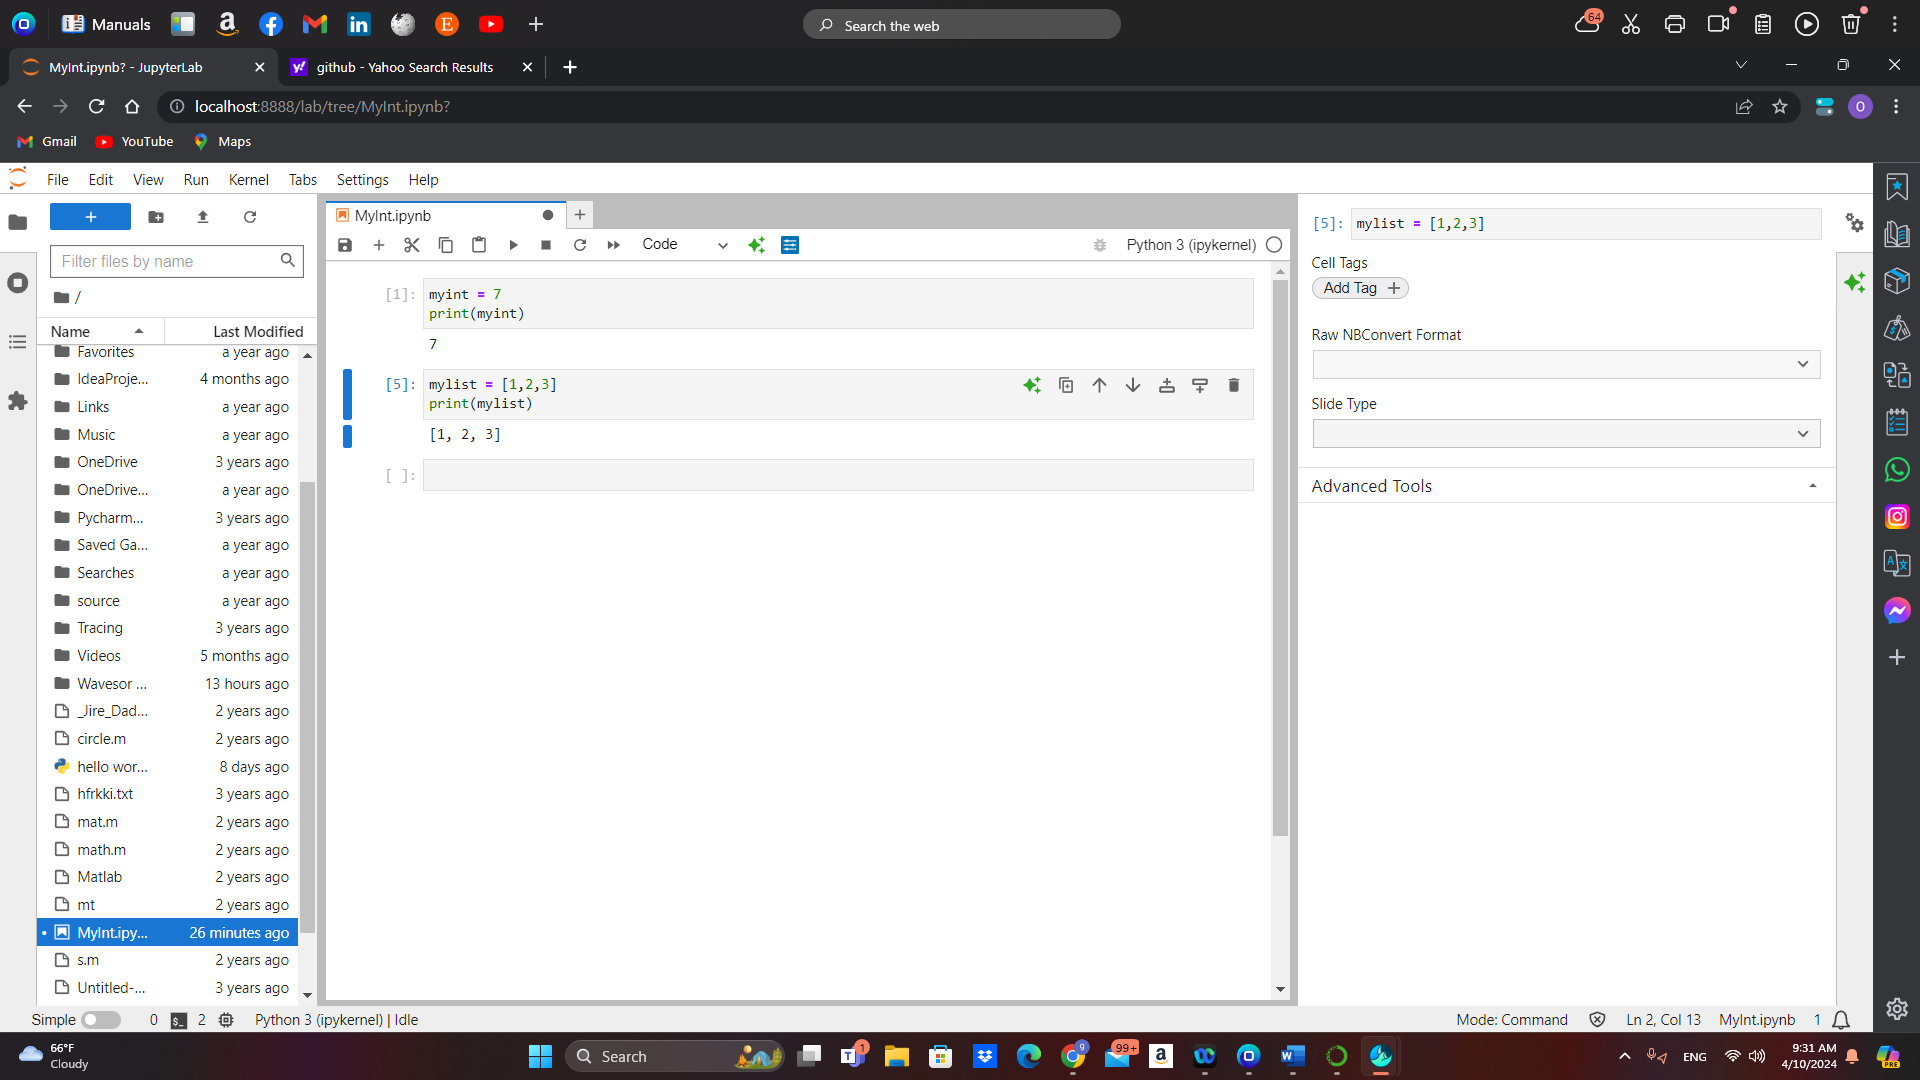 Manuals
Search the web
64
MyInt.ipynb? - JupyterLab
github - Yahoo Search Results
localhost:8888/lab/tree/MyInt.ipynb?
O
Gmail
YouTube
Maps
File Edit View Run Kernel Tabs Settings Help
Filter files by name
/
Name Last Modified
Favorites a year ago
IdeaProje... 4 months ago
Links a year ago
Music a year ago
OneDrive 3 years ago
OneDrive... a year ago
Pycharm... 3 years ago
Saved Ga... a year ago
Searches a year ago
source a year ago
Tracing 3 years ago
Videos 5 months ago
Wavesor ... 13 hours ago
_Jire_Dad... 2 years ago
circle.m 2 years ago
hello wor... 8 days ago
hfrkki.txt 3 years ago
mat.m 2 years ago
math.m 2 years ago
Matlab 2 years ago
mt 2 years ago
MyInt.ipy... 26 minutes ago
s.m 2 years ago
Untitled-... 3 years ago
MyInt.ipynb
Code
Python 3 (ipykernel)
[1]: myint = 7
print(myint)
7
[5]: mylist = [1,2,3]
print(mylist)
[1, 2, 3]
[ ]:
[5]: mylist = [1,2,3]
Cell Tags
Add Tag +
Raw NBConvert Format
Slide Type
Advanced Tools
Simple 0 2 Python 3 (ipykernel) | Idle
Mode: Command Ln 2, Col 13 MyInt.ipynb 1
66°F
Cloudy
Search
1
9
99+
ENG
9:31 AM
4/10/2024
PRE